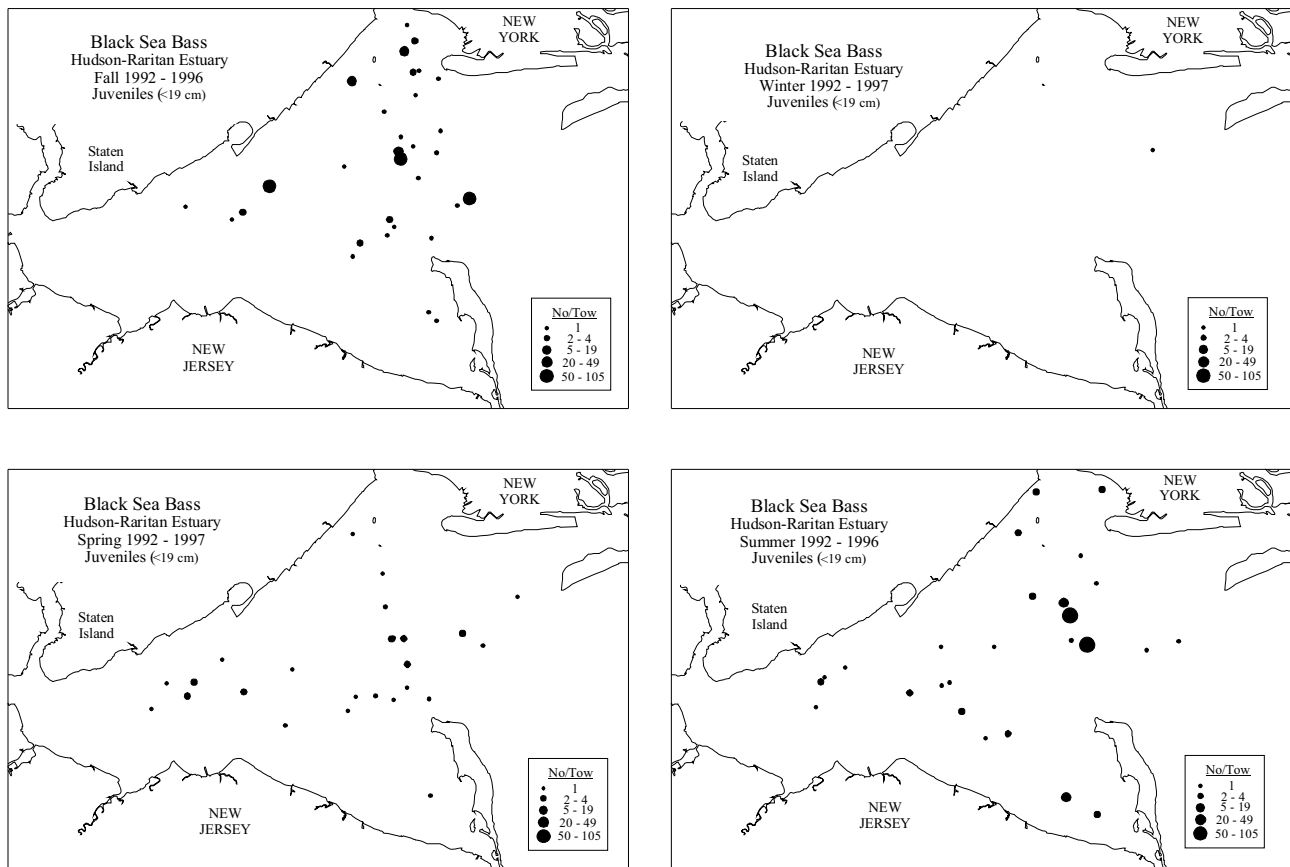 Black Sea Bass
Hudson-Raritan Estuary
Fall 1992 - 1996
Juveniles (<19 cm)
NEW
YORK
Staten
Island
NEW
JERSEY
No/Tow
1
2 - 4
5 - 19
20 - 49
50 - 105
Black Sea Bass
Hudson-Raritan Estuary
Winter 1992 - 1997
Juveniles (<19 cm)
NEW
YORK
Staten
Island
NEW
JERSEY
No/Tow
1
2 - 4
5 - 19
20 - 49
50 - 105
Black Sea Bass
Hudson-Raritan Estuary
Spring 1992 - 1997
Juveniles (<19 cm)
NEW
YORK
Staten
Island
NEW
JERSEY
No/Tow
1
2 - 4
5 - 19
20 - 49
50 - 105
Black Sea Bass
Hudson-Raritan Estuary
Summer 1992 - 1996
Juveniles (<19 cm)
NEW
YORK
Staten
Island
NEW
JERSEY
No/Tow
1
2 - 4
5 - 19
20 - 49
50 - 105